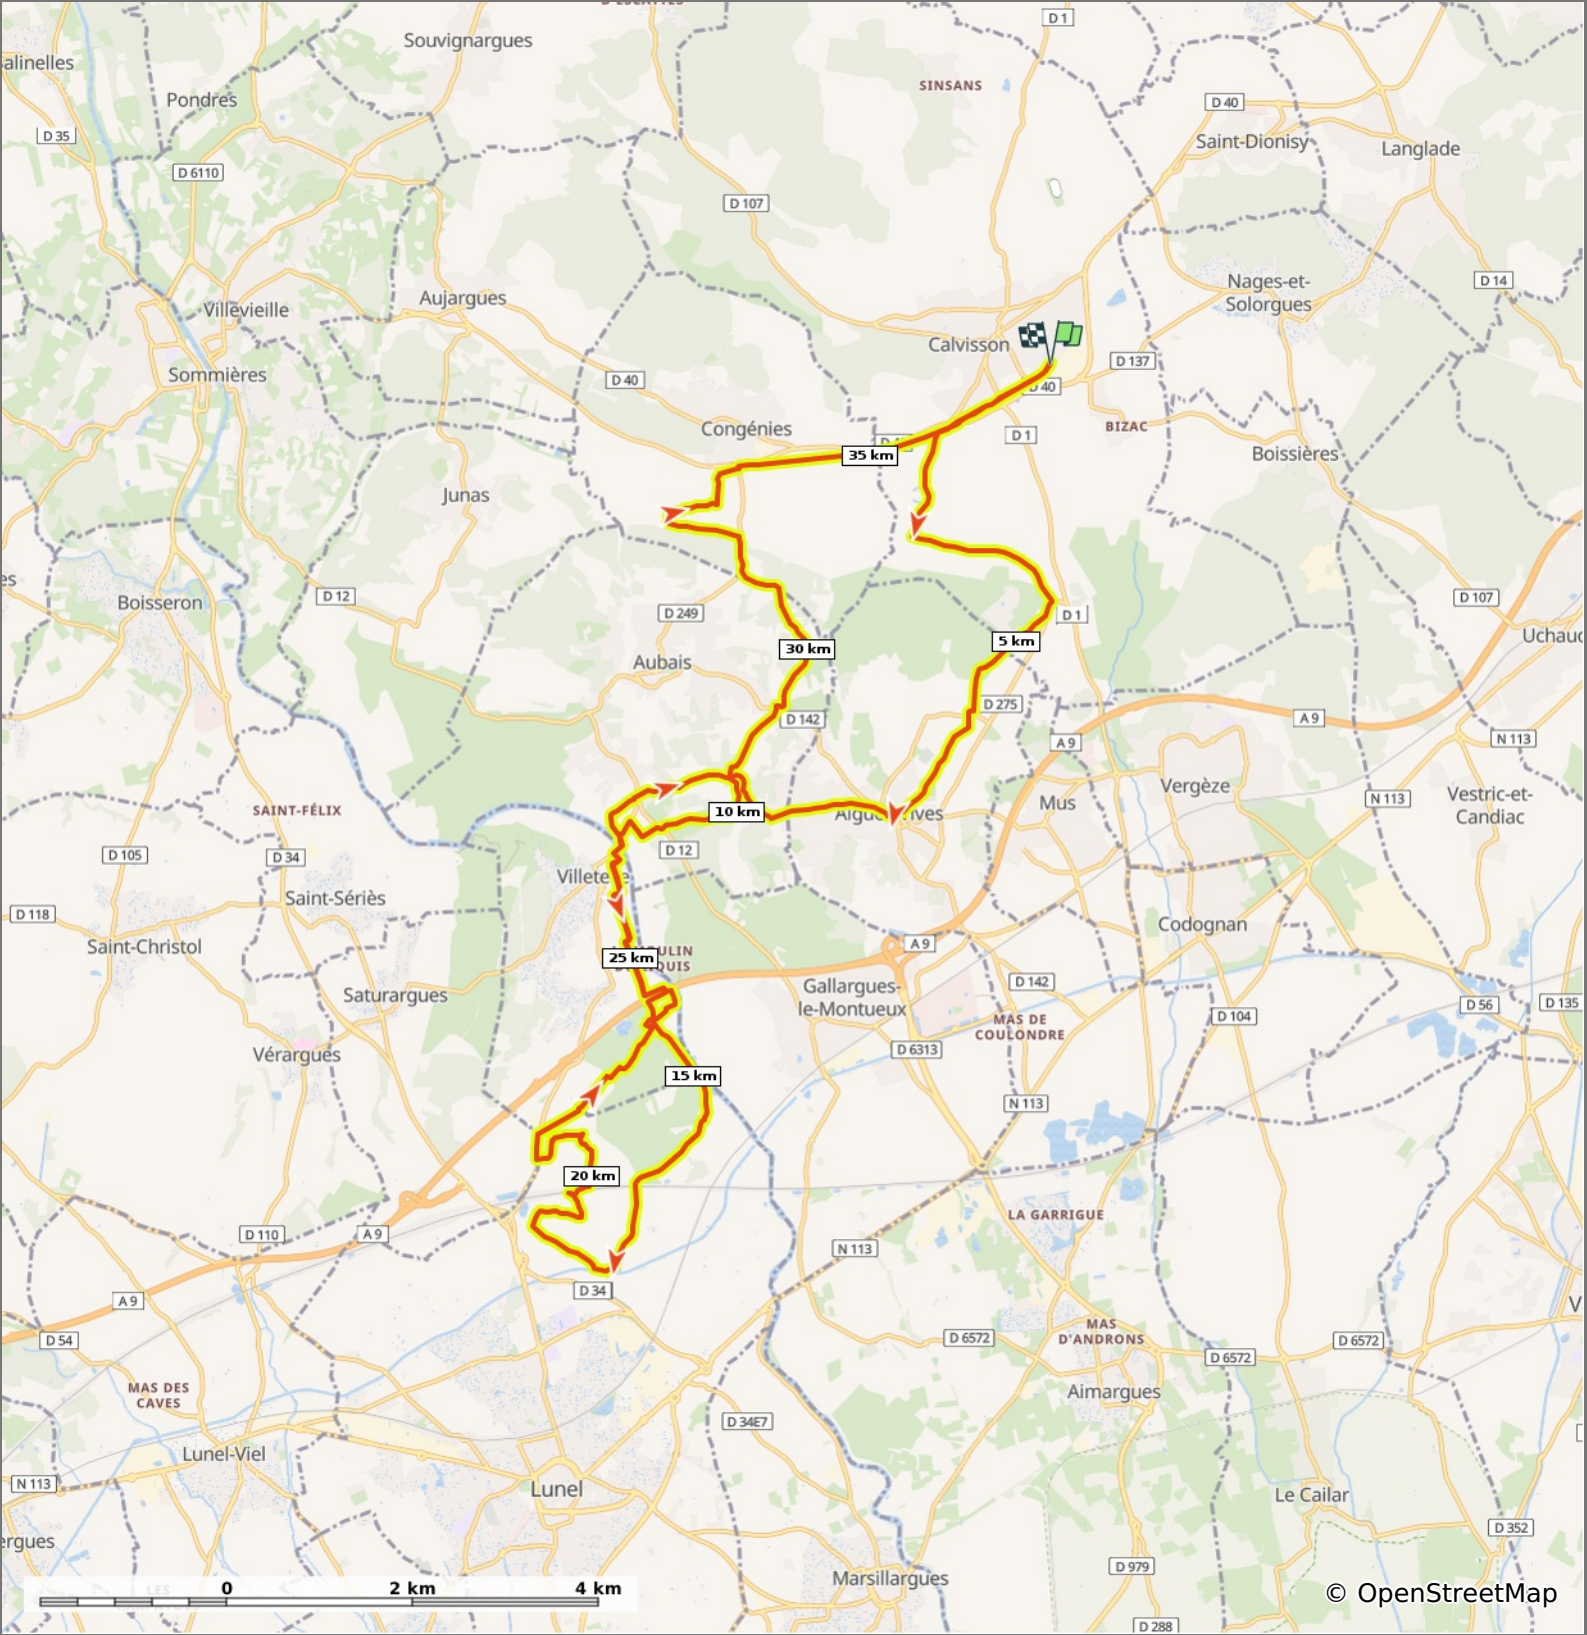 Souvignargues
D 1
SINSANS
Pondres
D 40
D 35
Saint-Dionisy
Langlade
D 6110
D 107
Nages-et-
Solorgues
D 14
Aujargues
Villevieille
Calvisson
D 137
Sommières
D 40
D 40
Congénies
D 1
BIZAC
Boissières
35 km
Junas
D 12
Boisseron
D 249
D 1
D 107
5 km
30 km
Aubais
D 275
D 142
A 9
N 113
A 9
SAINT-FÉLIX
Vergèze
Mus
N 113
Vestric-et-
Candiac
10 km
D 105
D 34
D 12
Saint-Sériès
D 118
Saint-Christol
Codognan
A 9
25 km
Saturargues
Gallargues-
le-Montueux
D 142
D 56
D 135
MAS DE
COULONDRE
D 104
D 6313
Vérargues
15 km
N 113
20 km
LA GARRIGUE
D 110
A 9
N 113
D 34
A 9
D 54
MAS
D'ANDRONS
D 6572
D 6572
D 6572
MAS DES
CAVES
Aimargues
D 34E7
Lunel-Viel
N 113
Lunel
Le Cailar
D 352
D 979
Marsillargues
D 288
0 2 km 4 km
© OpenStreetMap